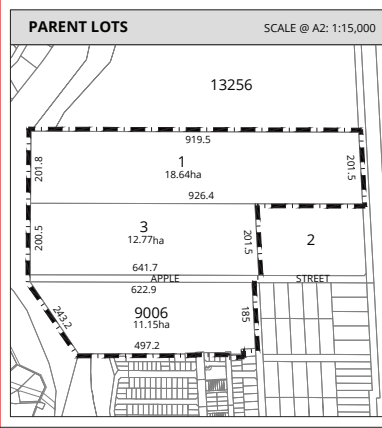 PARENT LOTS
SCALE @ A2: 1:15,000
13256
919.5
201.8
1
18.64ha
201.5
926.4
200.5
3
12.77ha
201.5
2
641.7
APPLE STREET
622.9
243.2
9006
11.15ha
185
497.2